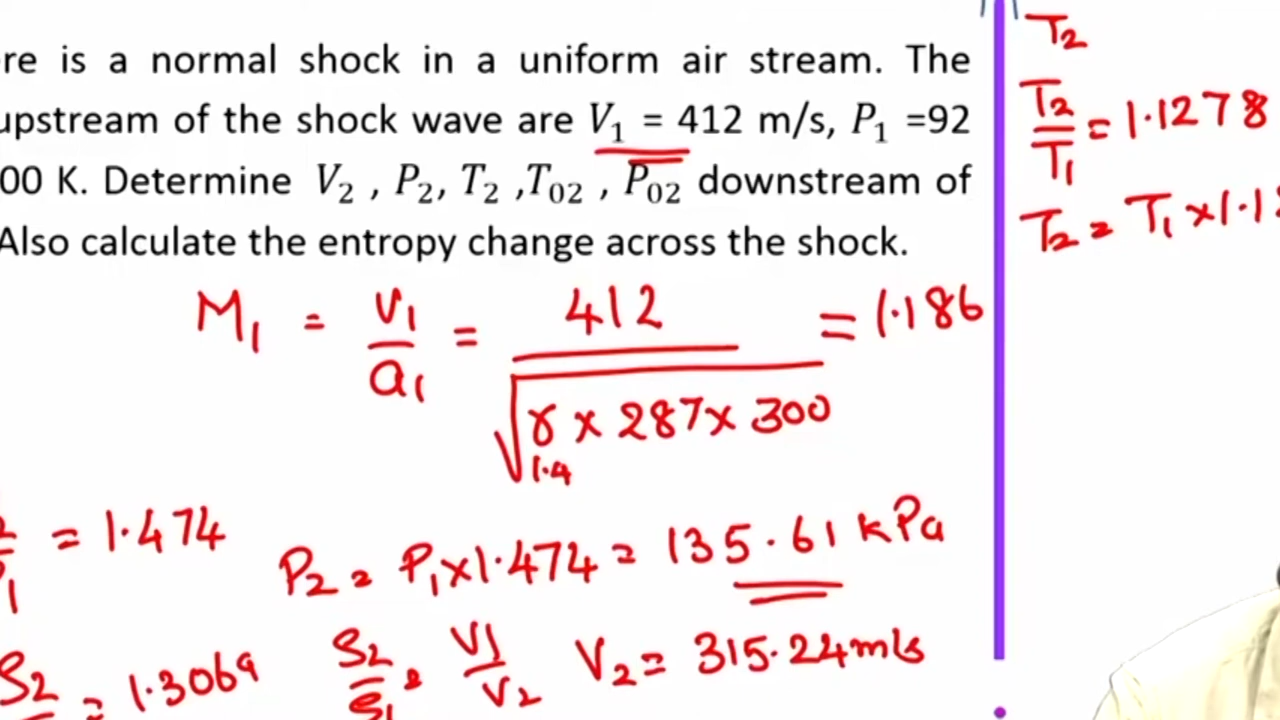 re is a normal shock in a uniform air stream. The
upstream of the shock wave are V₁ = 412 m/s, P₁ =92
00 K. Determine V₂ , P₂, T₂ ,T₀₂ , P₀₂ downstream of
Also calculate the entropy change across the shock.
M₁ = V₁/a₁ = 412/√(γ × 287 × 300) = 1.186
1.4
= 1.474
P₂ = P₁×1.474 = 135.61 kPa
ρ₂ = 1.3069
ρ₂/ρ₁ = V₁/V₂ V₂ = 315.24 m/s
T₂
T₂/T₁ = 1.1278
T₂ = T₁ × 1.1